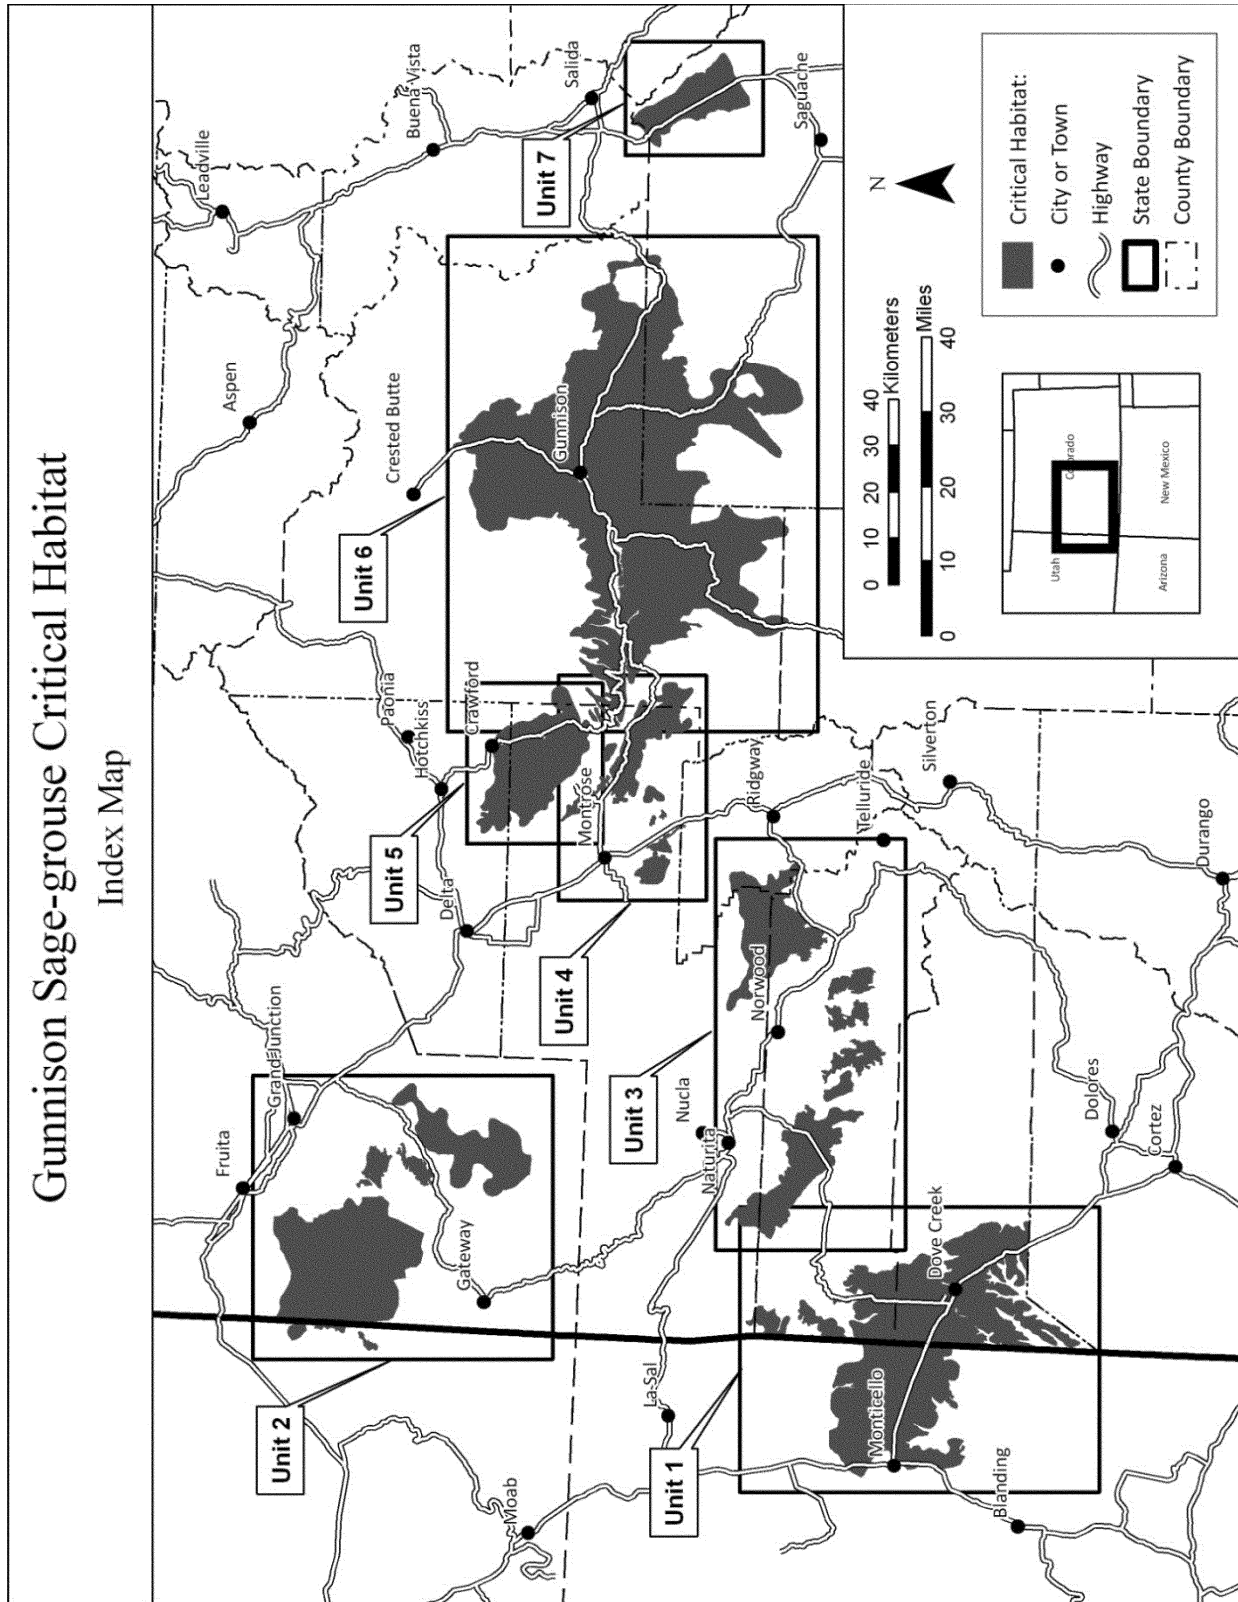 Gunnison Sage-grouse Critical Habitat
Index Map
Leadville
Aspen
Buena Vista
Crested Butte
Salida
Unit 7
Unit 6
Gunnison
Saguache
Paonia
Hotchkiss
Crawford
Unit 5
Delta
Montrose
Unit 4
Fruita
Grand Junction
Gateway
Unit 2
Moab
Ridgway
Telluride
Silverton
Durango
Norwood
Unit 3
Nucla
Naturita
La Sal
Unit 1
Monticello
Dove Creek
Blanding
Dolores
Cortez
N
0 10 20 30 40
Kilometers
Miles
0 10 20 30 40
Utah
Colorado
Arizona
New Mexico
Critical Habitat:
City or Town
Highway
State Boundary
County Boundary